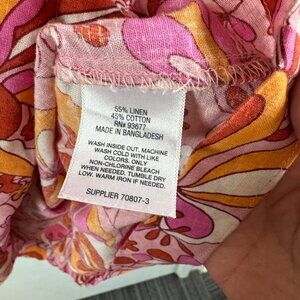 55% LINEN
45% COTTON
RN# 93677
MADE IN BANGLADESH
WASH INSIDE OUT. MACHINE
WASH COLD WITH LIKE
COLORS. ONLY
NON-CHLORINE BLEACH
WHEN NEEDED. TUMBLE DRY
LOW. WARM IRON IF NEEDED.
SUPPLIER 70807-3